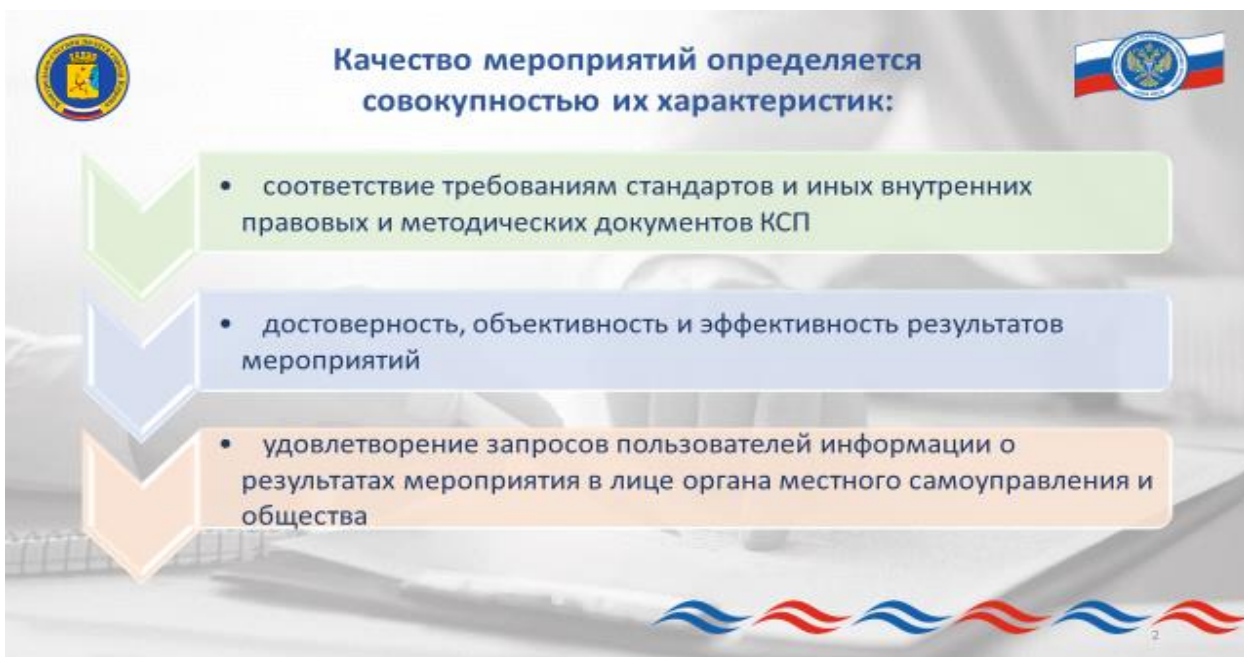 Качество мероприятий определяется
совокупностью их характеристик:
• соответствие требованиям стандартов и иных внутренних
правовых и методических документов КСП
• достоверность, объективность и эффективность результатов
мероприятий
• удовлетворение запросов пользователей информации о
результатах мероприятия в лице органа местного самоуправления и
общества
2